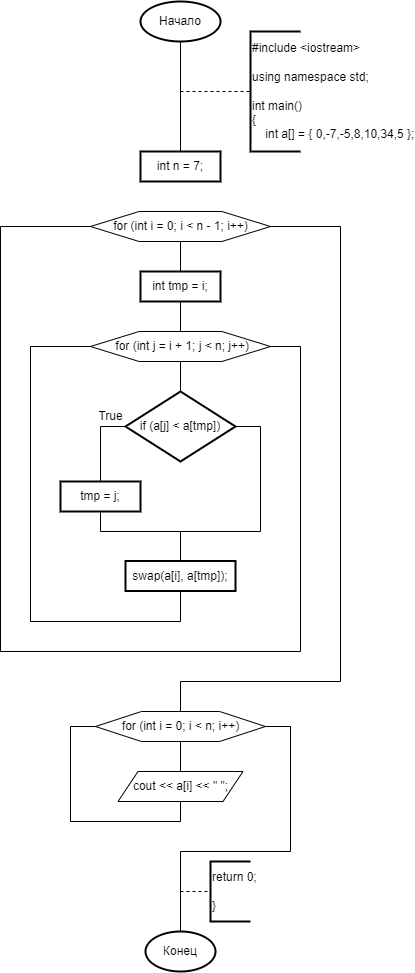 Начало
#include <iostream>
using namespace std;
int main()
{
int a[] = { 0,-7,-5,8,10,34,5 };
int n = 7;
for (int i = 0; i < n - 1; i++)
int tmp = i;
for (int j = i + 1; j < n; j++)
True
if (a[j] < a[tmp])
tmp = j;
swap(a[i], a[tmp]);
for (int i = 0; i < n; i++)
cout << a[i] << " ";
return 0;
}
Конец